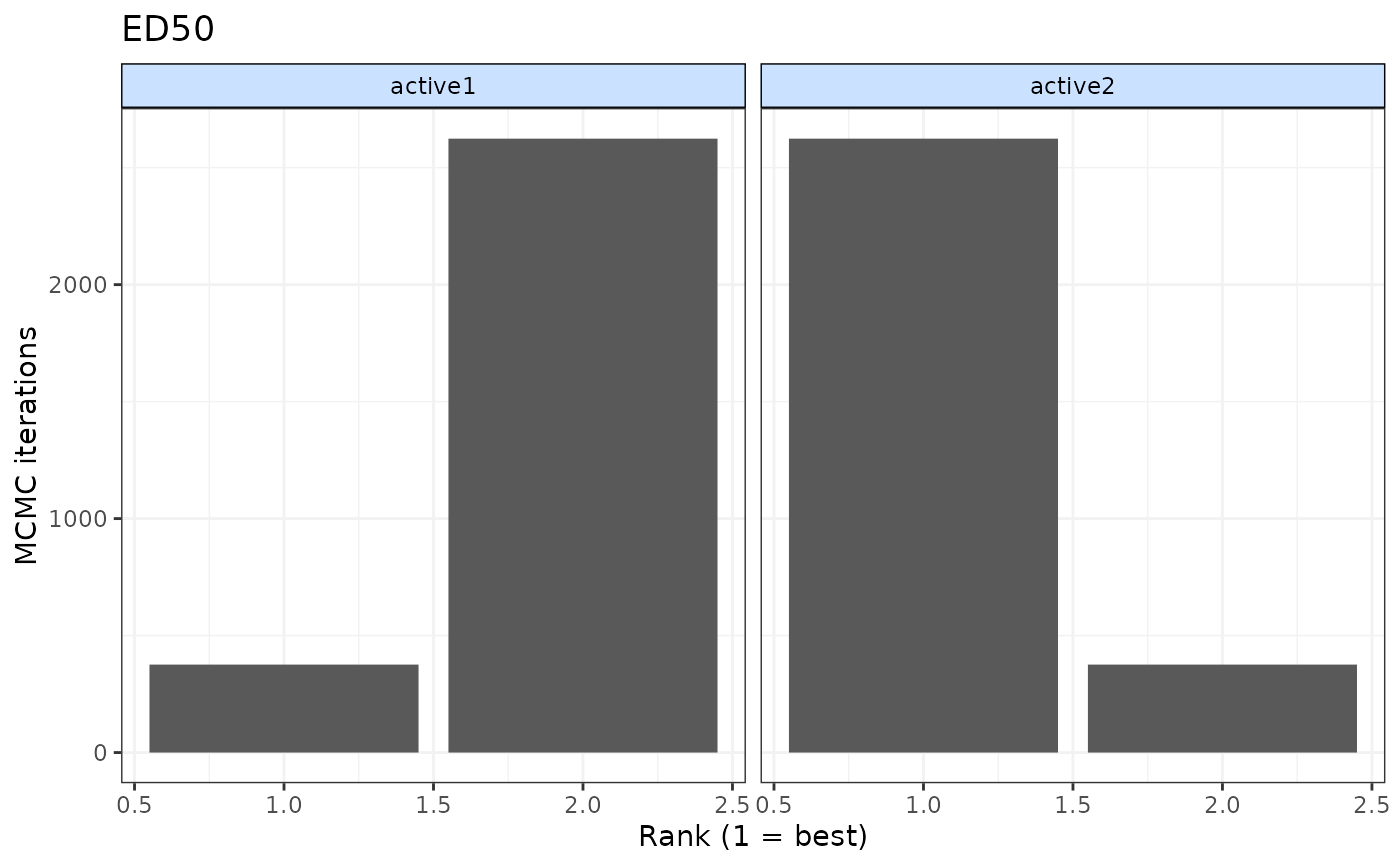 ED50
active1 active2
MCMC iterations
2000
1000
0
0.5 1.0 1.5 2.0 2.5 0.5 1.0 1.5 2.0 2.5
Rank (1 = best)